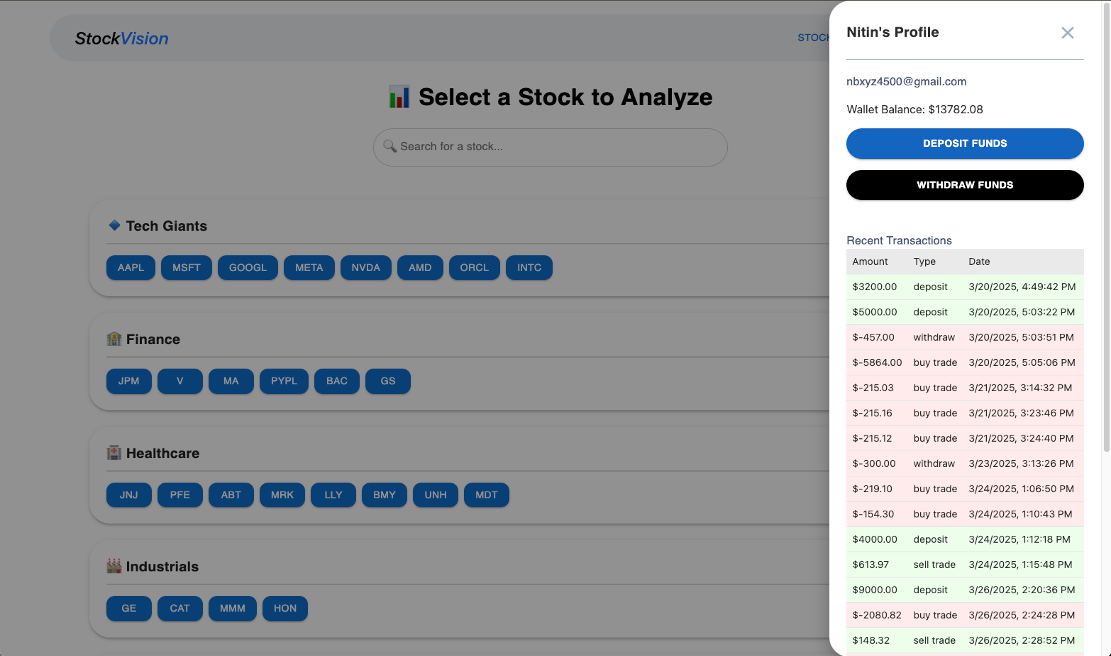 StockVision
STOCK
📊 Select a Stock to Analyze
🔍 Search for a stock...
🔷 Tech Giants
AAPL MSFT GOOGL META NVDA AMD ORCL INTC
🏦 Finance
JPM V MA PYPL BAC GS
🏥 Healthcare
JNJ PFE ABT MRK LLY BMY UNH MDT
🏭 Industrials
GE CAT MMM HON
Nitin's Profile
nbxyz4500@gmail.com
Wallet Balance: $13782.08
DEPOSIT FUNDS
WITHDRAW FUNDS
Recent Transactions
Amount Type Date
$3200.00 deposit 3/20/2025, 4:49:42 PM
$5000.00 deposit 3/20/2025, 5:03:22 PM
$-457.00 withdraw 3/20/2025, 5:03:51 PM
$-5864.00 buy trade 3/20/2025, 5:05:06 PM
$-215.03 buy trade 3/21/2025, 3:14:32 PM
$-215.16 buy trade 3/21/2025, 3:23:46 PM
$-215.12 buy trade 3/21/2025, 3:24:40 PM
$-300.00 withdraw 3/23/2025, 3:13:26 PM
$-219.10 buy trade 3/24/2025, 1:06:50 PM
$-154.30 buy trade 3/24/2025, 1:10:43 PM
$4000.00 deposit 3/24/2025, 1:12:18 PM
$613.97 sell trade 3/24/2025, 1:15:48 PM
$9000.00 deposit 3/26/2025, 2:20:36 PM
$-2080.82 buy trade 3/26/2025, 2:24:28 PM
$148.32 sell trade 3/26/2025, 2:28:52 PM